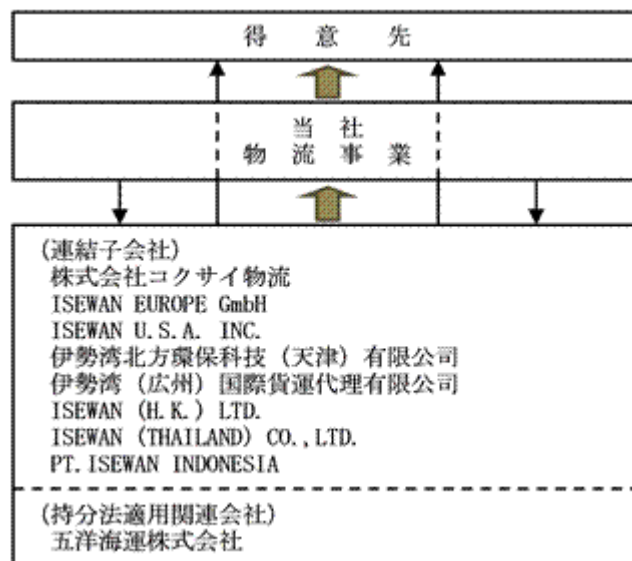 得意先
当社
物流事業
(連結子会社)
株式会社コクサイ物流
ISEWAN EUROPE GmbH
ISEWAN U.S.A. INC.
伊勢湾北方環保科技（天津）有限公司
伊勢湾（広州）国際貨運代理有限公司
ISEWAN (H.K.) LTD.
ISEWAN (THAILAND) CO.,LTD.
PT.ISEWAN INDONESIA
(持分法適用関連会社)
五洋海運株式会社